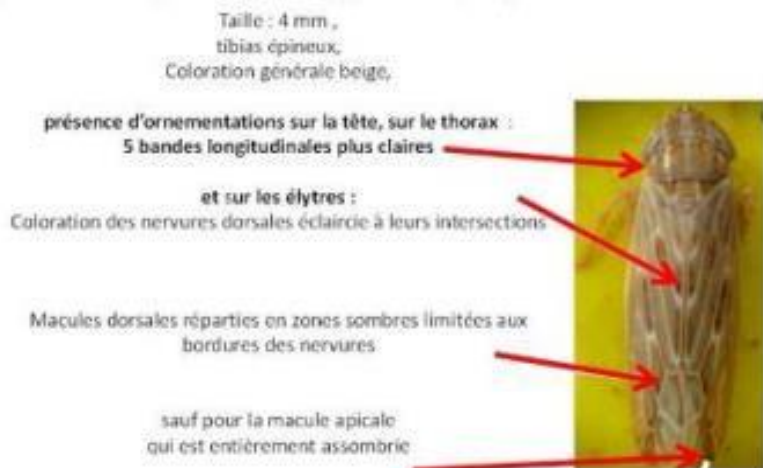 Taille : 4 mm ,
tibias épineux,
Coloration générale beige,
présence d'ornementations sur la tête, sur le thorax :
5 bandes longitudinales plus claires
et sur les élytres :
Coloration des nervures dorsales éclaircie à leurs intersections
Macules dorsales réparties en zones sombres limitées aux
bordures des nervures
sauf pour la macule apicale
qui est entièrement assombrie